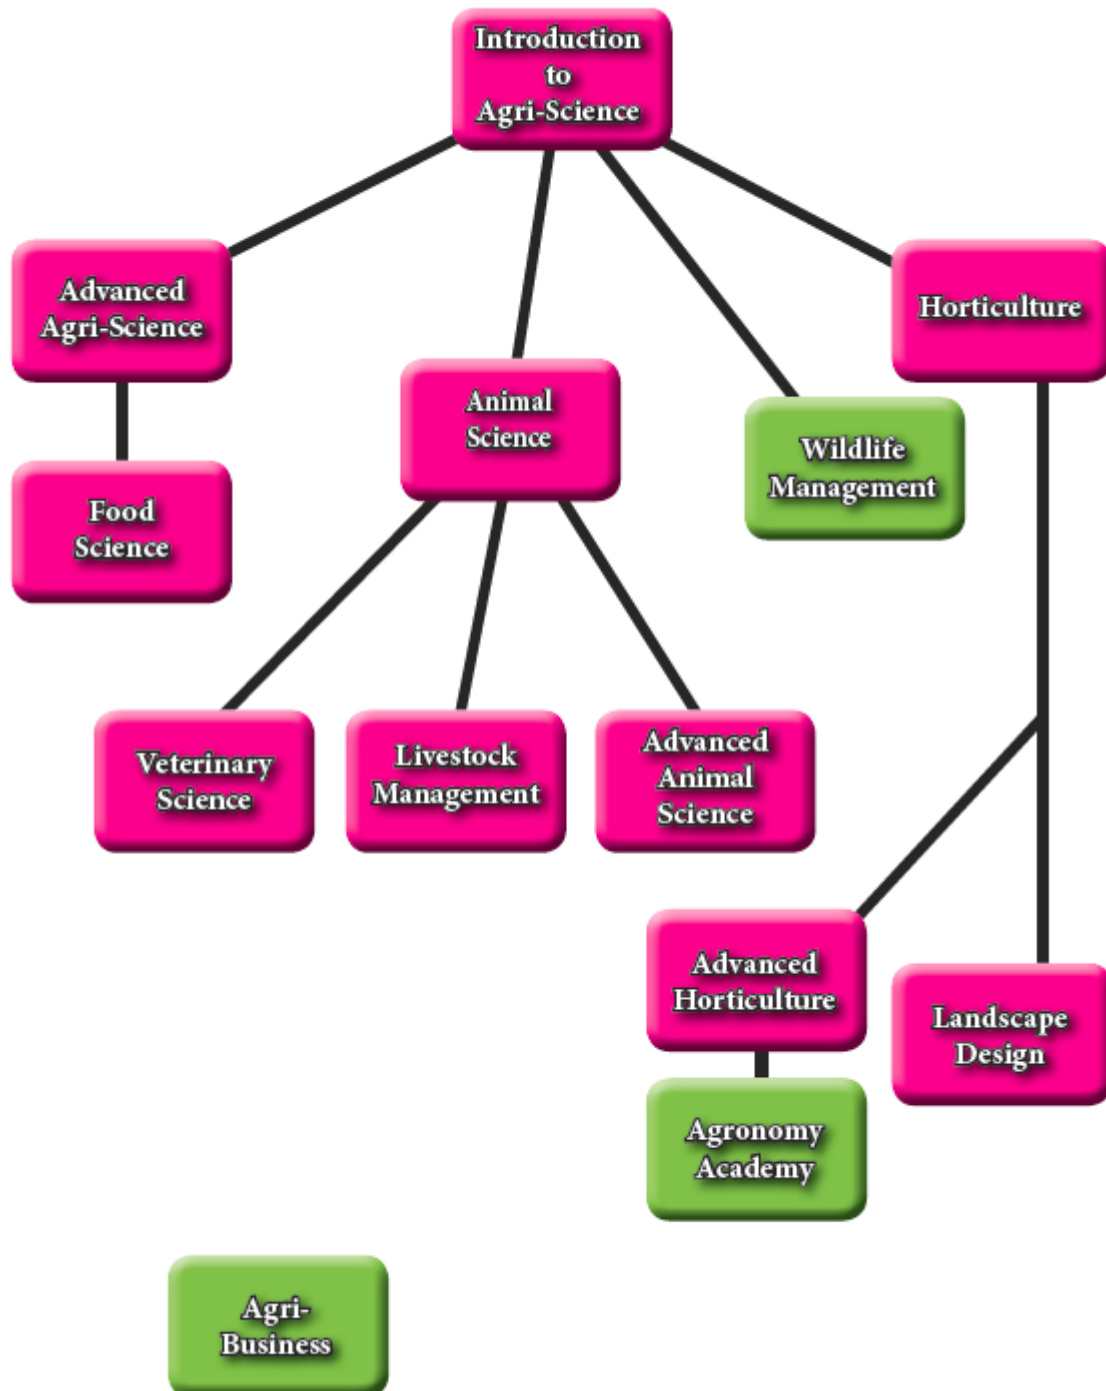 Introduction
to
Agri-Science
Advanced
Agri-Science
Horticulture
Animal
Science
Wildlife
Management
Food
Science
Veterinary
Science
Livestock
Management
Advanced
Animal
Science
Advanced
Horticulture
Landscape
Design
Agronomy
Academy
Agri-
Business